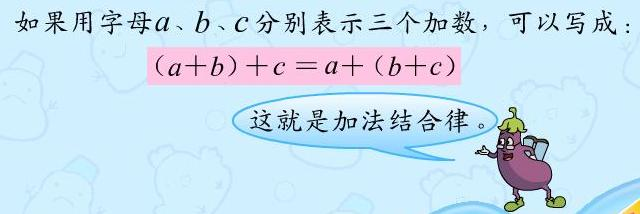 如果用字母a、b、c分别表示三个加数，可以写成：
(a+b)+c=a+(b+c)
这就是加法结合律。